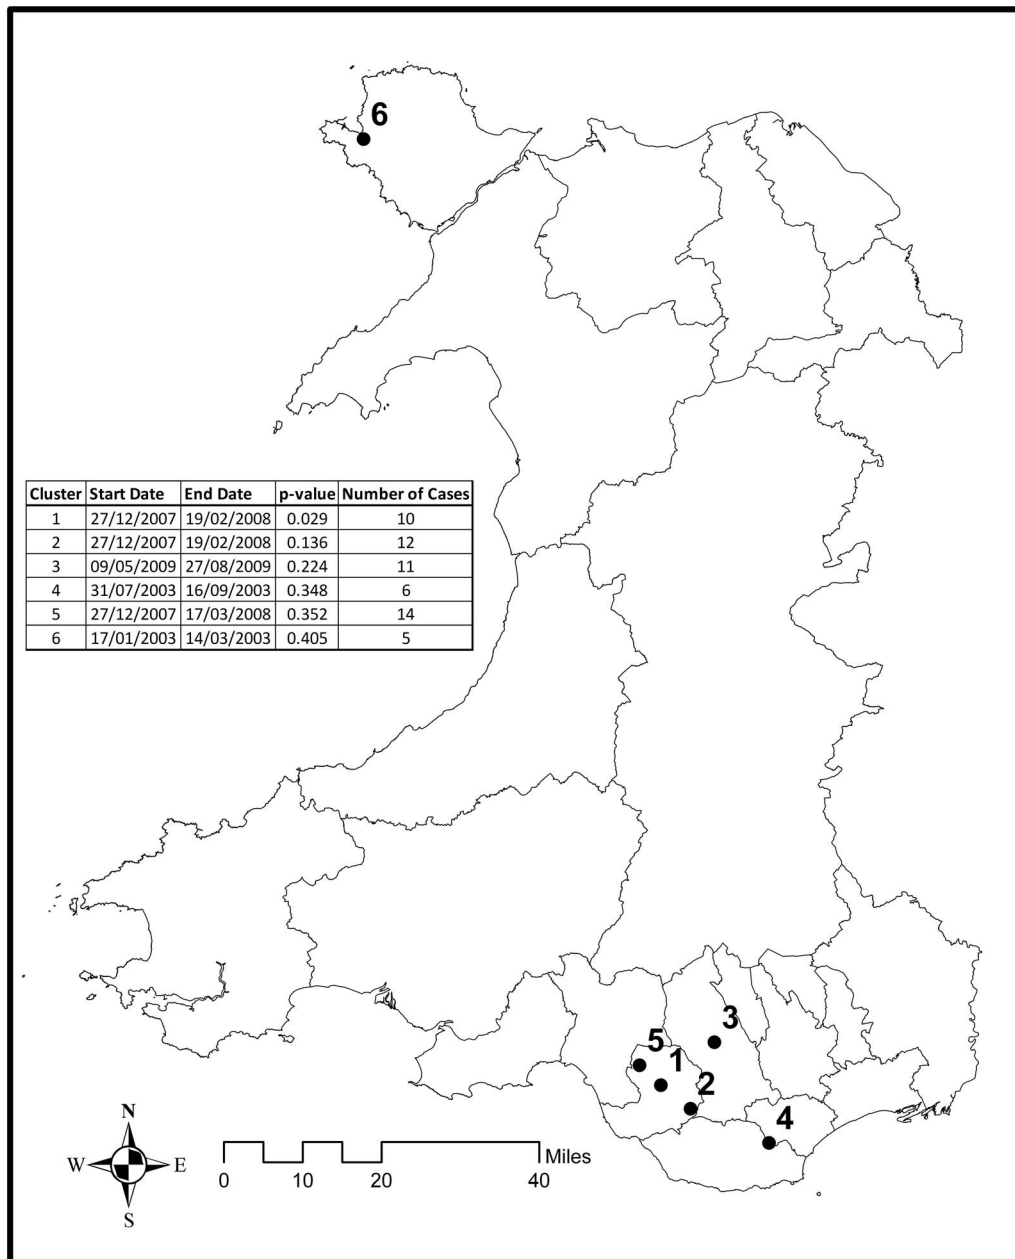 6
Cluster Start Date End Date p-value Number of Cases
1 27/12/2007 19/02/2008 0.029 10
2 27/12/2007 19/02/2008 0.136 12
3 09/05/2009 27/08/2009 0.224 11
4 31/07/2003 16/09/2003 0.348 6
5 27/12/2007 17/03/2008 0.352 14
6 17/01/2003 14/03/2003 0.405 5
3
5
1
2
4
N
W E
S
Miles
0 10 20 40